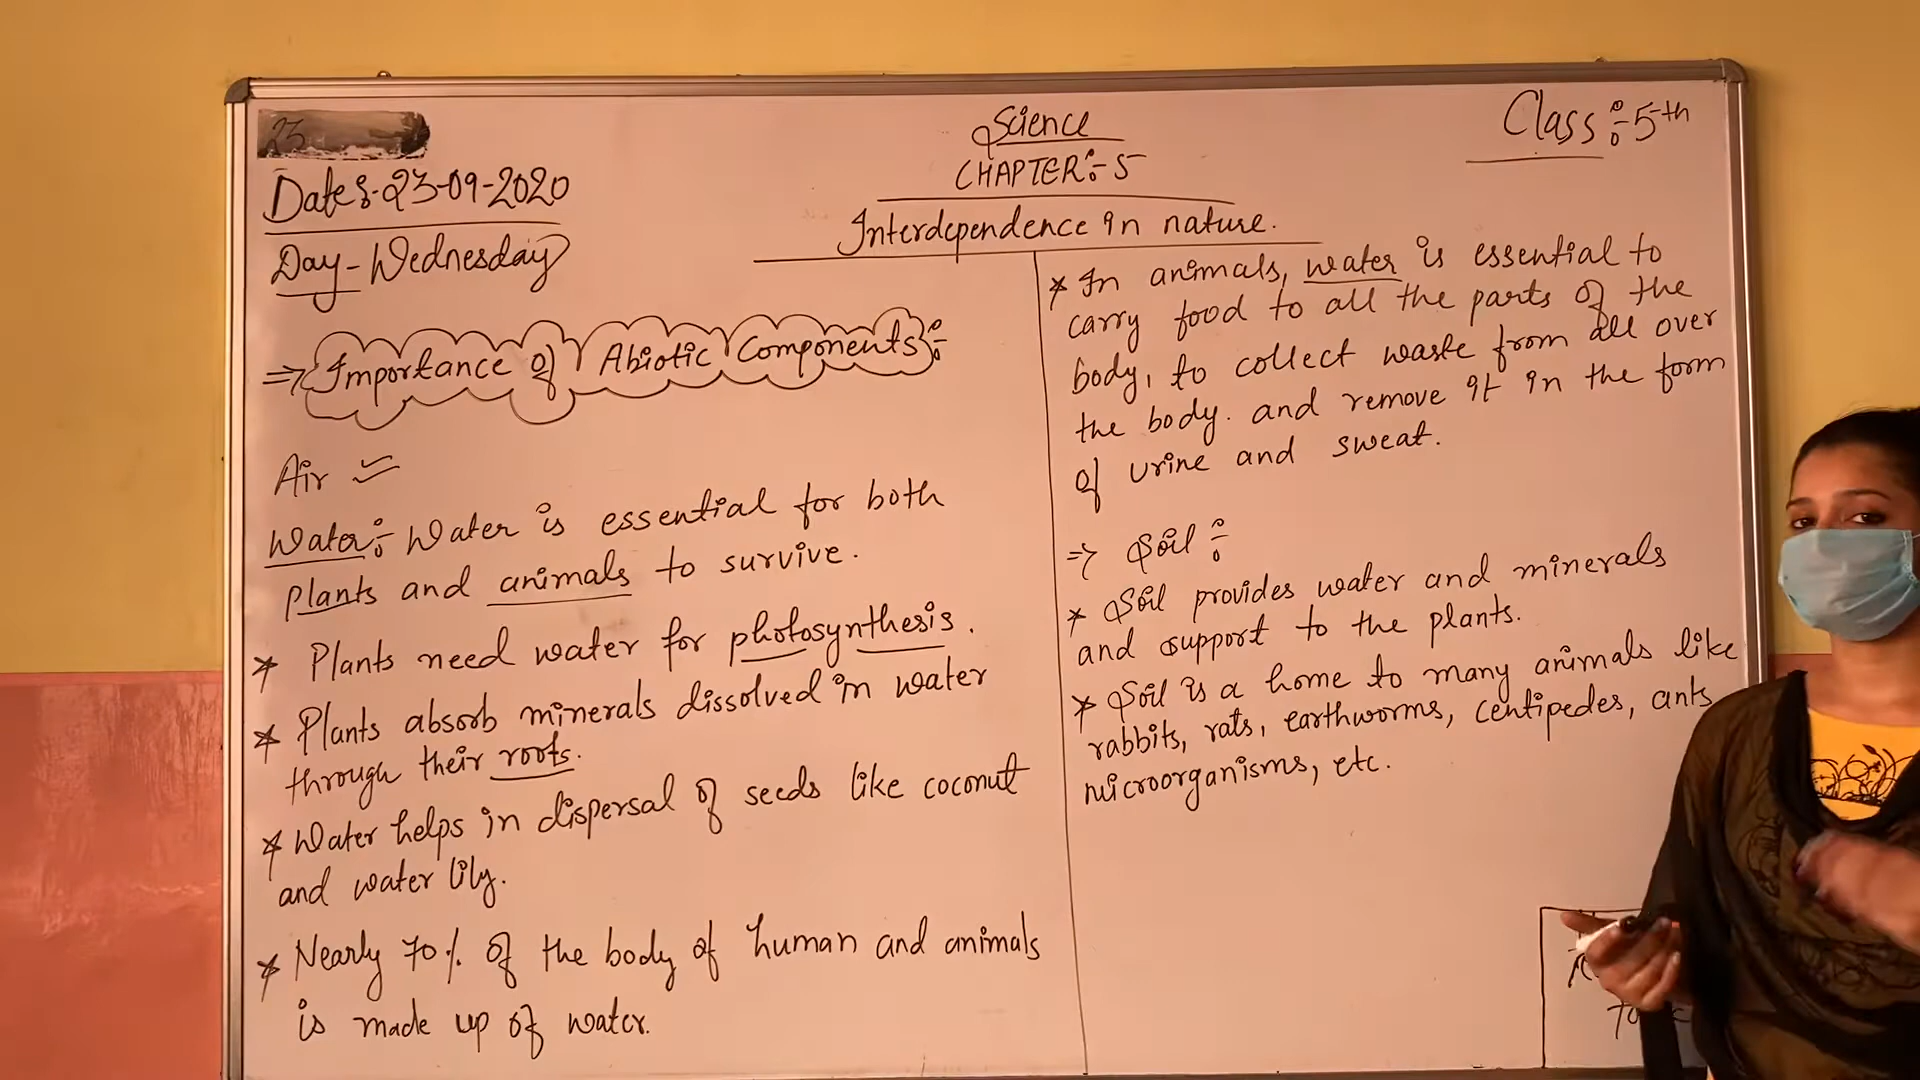 23
Date:-23-09-2020
Day-Wednesday
Science
CHAPTER:-5
Interdependence in nature.
Class:-5th
=> Importance of Abiotic Components:-
Air
Water:- Water is essential for both
Plants and animals to survive.
* Plants need water for photosynthesis.
* Plants absorb minerals dissolved in water
through their roots.
* Water helps in dispersal of seeds like coconut
and water lily.
* Nearly 70% of the body of human and animals
is made up of water.
* In animals, water is essential to
carry food to all the parts of the
body, to collect waste from all over
the body. and remove it in the form
of urine and sweat.
=> Soil:-
* Soil provides water and minerals
and support to the plants.
* Soil is a home to many animals like
rabbits, rats, earthworms, centipedes, ants
microorganisms, etc.